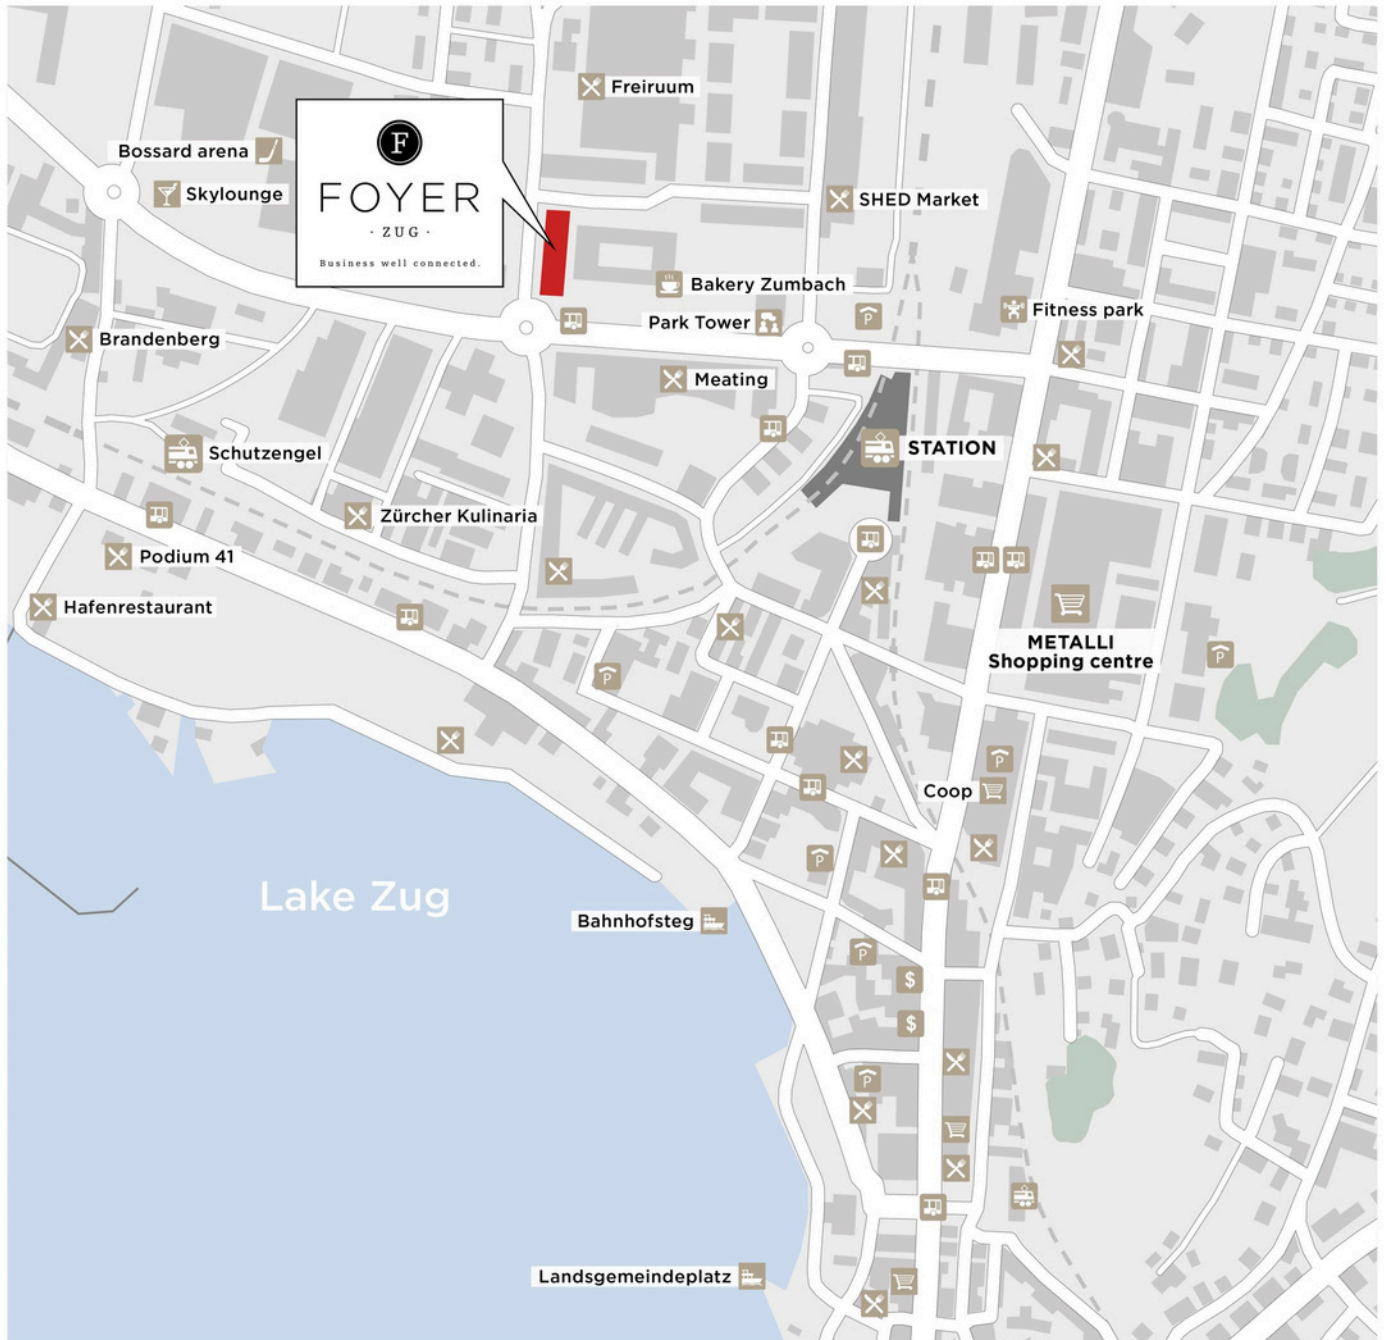 Freiruum
Bossard arena
Skylounge
F
FOYER
· ZUG ·
Business well connected.
SHED Market
Bakery Zumbach
Park Tower
P
Fitness park
Brandenberg
Meating
Schutzengel
STATION
Zürcher Kulinaria
Podium 41
Hafenrestaurant
METALLI
Shopping centre
P
P
P
Coop
P
Lake Zug
Bahnhofsteg
P
$
$
P
Landsgemeindeplatz